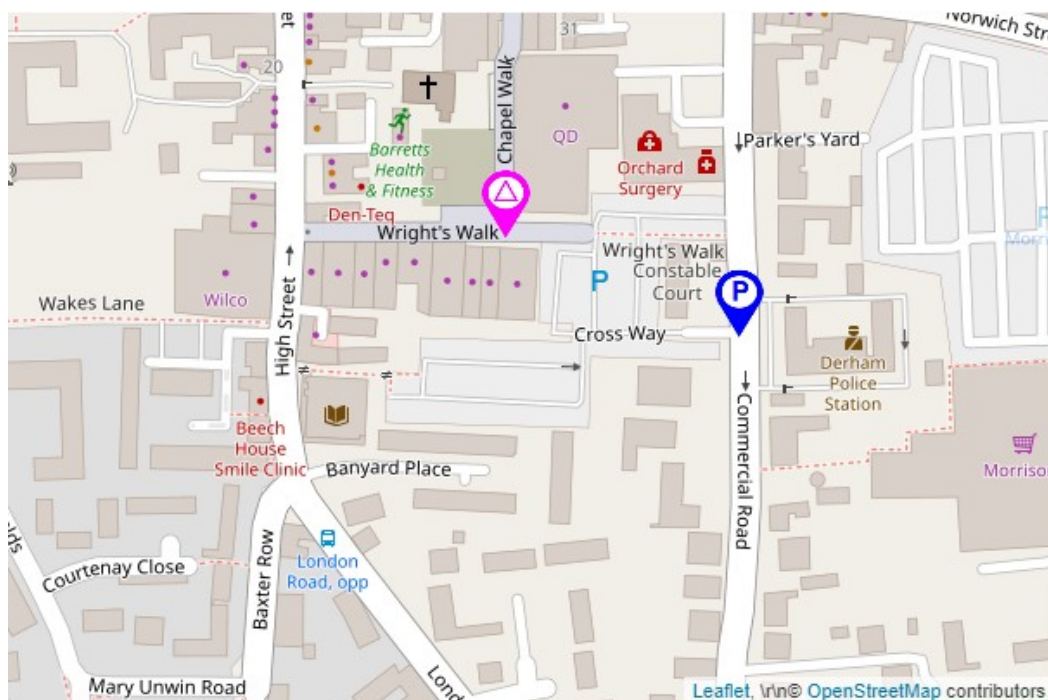 Norwich Stre
31
20
Chapel Walk
QD
Parker's Yard
Barretts
Health
& Fitness
Orchard
Surgery
Den-Teq
Wright's Walk
Wright's Walk
Constable
Court
P
P
Wakes Lane
Wilco
High Street
Cross Way
Derham
Police
Station
Commercial Road
Beech
House
Smile Clinic
Banyard Place
Morriso
London
Road, opp
Courtenay Close
Baxter Row
Mary Unwin Road
Lond
Leaflet, \r\n© OpenStreetMap contributors